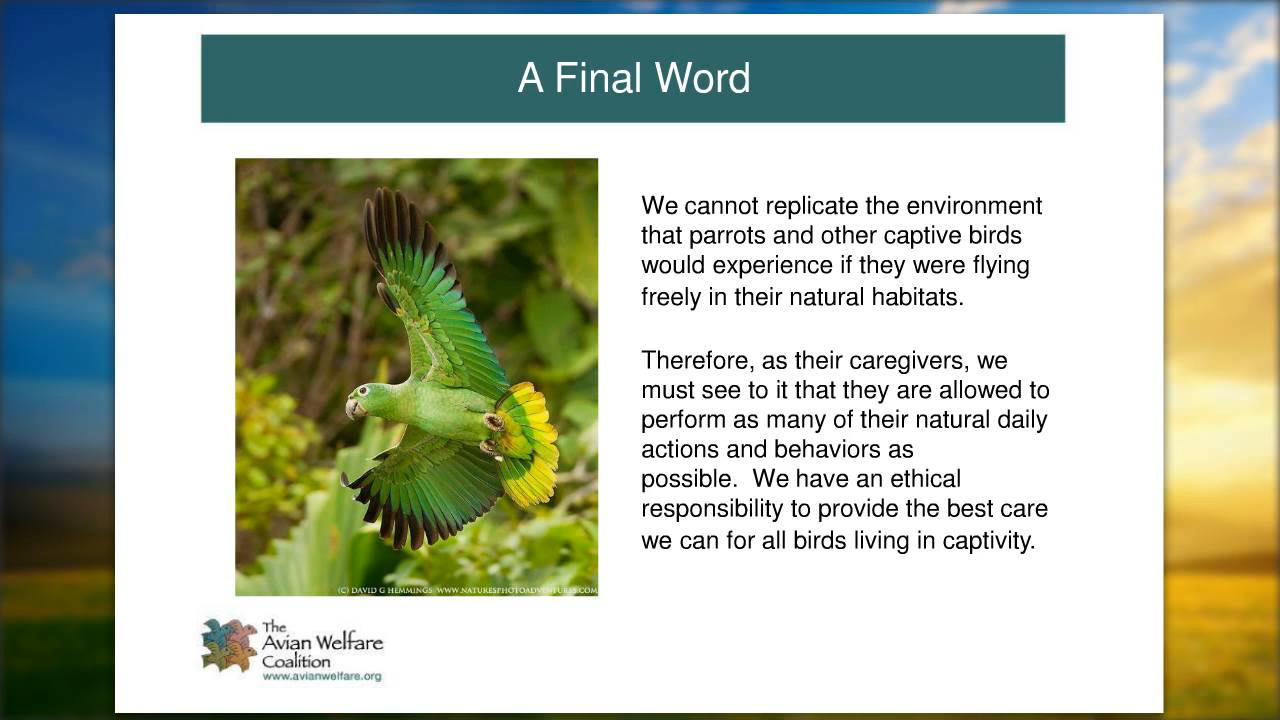 A Final Word
We cannot replicate the environment
that parrots and other captive birds
would experience if they were flying
freely in their natural habitats.
Therefore, as their caregivers, we
must see to it that they are allowed to
perform as many of their natural daily
actions and behaviors as
possible.  We have an ethical
responsibility to provide the best care
we can for all birds living in captivity.
(C) DAVID G HEMMINGS WWW.NATURESPHOTOADVENTURES.COM
The
Avian Welfare
Coalition
www.avianwelfare.org